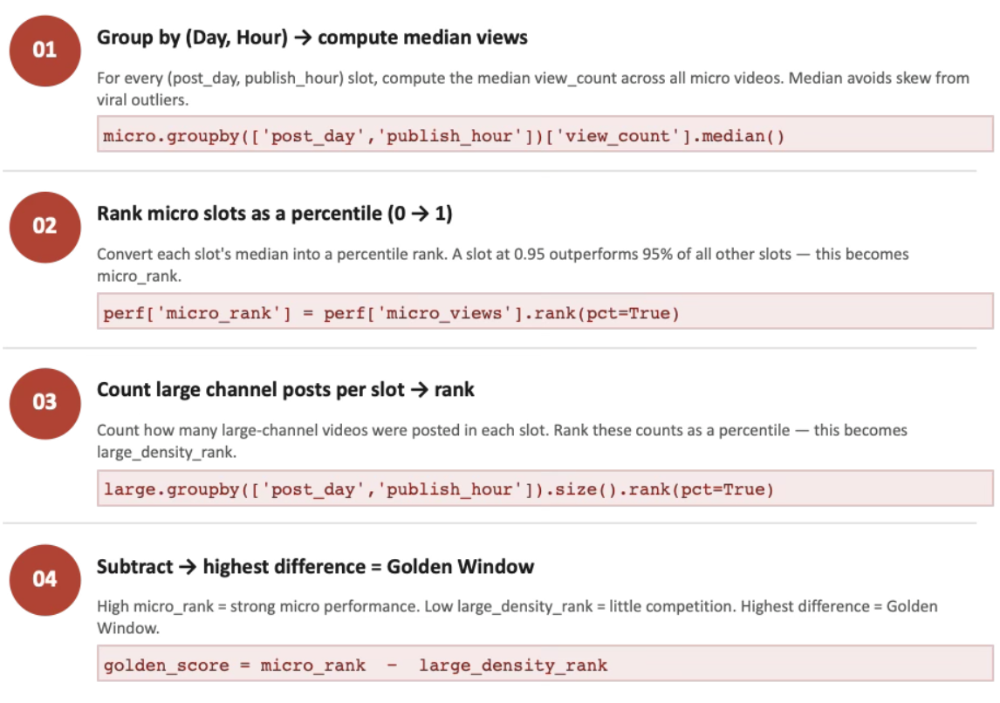 01
Group by (Day, Hour) → compute median views
For every (post_day, publish_hour) slot, compute the median view_count across all micro videos. Median avoids skew from
viral outliers.
micro.groupby(['post_day','publish_hour'])['view_count'].median()
02
Rank micro slots as a percentile (0 → 1)
Convert each slot's median into a percentile rank. A slot at 0.95 outperforms 95% of all other slots — this becomes
micro_rank.
perf['micro_rank'] = perf['micro_views'].rank(pct=True)
03
Count large channel posts per slot → rank
Count how many large-channel videos were posted in each slot. Rank these counts as a percentile — this becomes
large_density_rank.
large.groupby(['post_day','publish_hour']).size().rank(pct=True)
04
Subtract → highest difference = Golden Window
High micro_rank = strong micro performance. Low large_density_rank = little competition. Highest difference = Golden
Window.
golden_score = micro_rank  –  large_density_rank